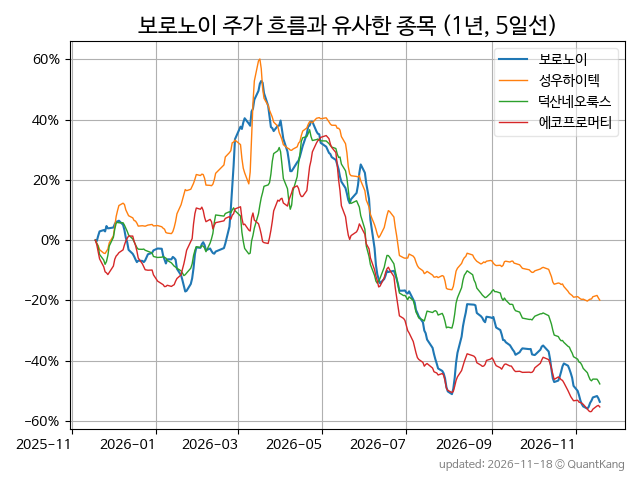 보로노이 주가 흐름과 유사한 종목 (1년, 5일선)
보로노이
성우하이텍
덕산네오룩스
에코프로머티
60%
40%
20%
0%
−20%
−40%
−60%
2025-11 2026-01 2026-03 2026-05 2026-07 2026-09 2026-11
updated: 2026-11-18 © QuantKang